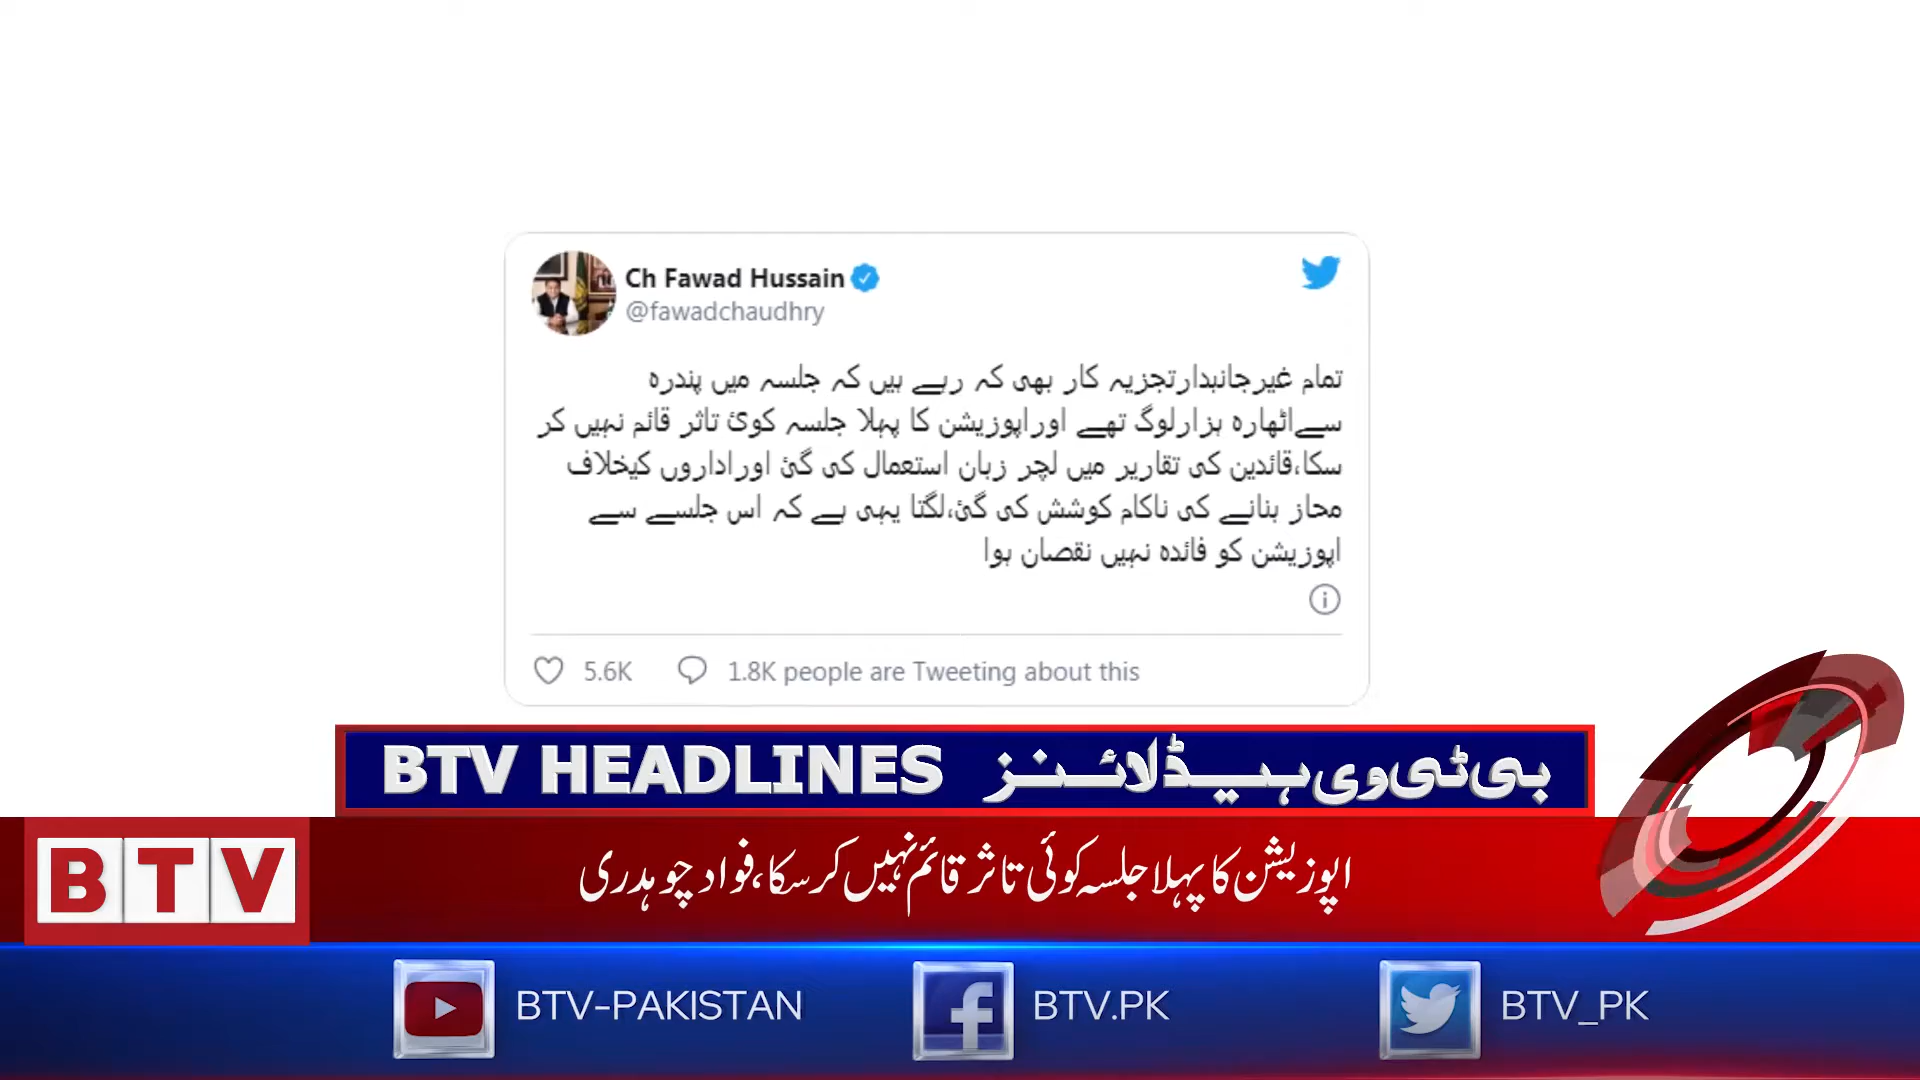 Ch Fawad Hussain
@fawadchaudhry
تمام غیرجانبدارتجزیہ کار بھی کہ رہے ہیں کہ جلسہ میں پندرہ
سےاٹھارہ ہزارلوگ تھے اوراپوزیشن کا پہلا جلسہ کوئ تاثر قائم نہیں کر
سکا،قائدین کی تقاریر میں لچر زبان استعمال کی گئ اوراداروں کیخلاف
محاز بنانے کی ناکام کوشش کی گئ،لگتا یہی ہے کہ اس جلسے سے
اپوزیشن کو فائدہ نہیں نقصان ہوا
5.6K 1.8K people are Tweeting about this
BTV HEADLINES بی ٹی وی ہیڈلائنز
اپوزیشن کا پہلا جلسہ کوئی تاثر قائم نہیں کر سکا، فواد چوہدری
BTV
BTV-PAKISTAN BTV.PK BTV_PK